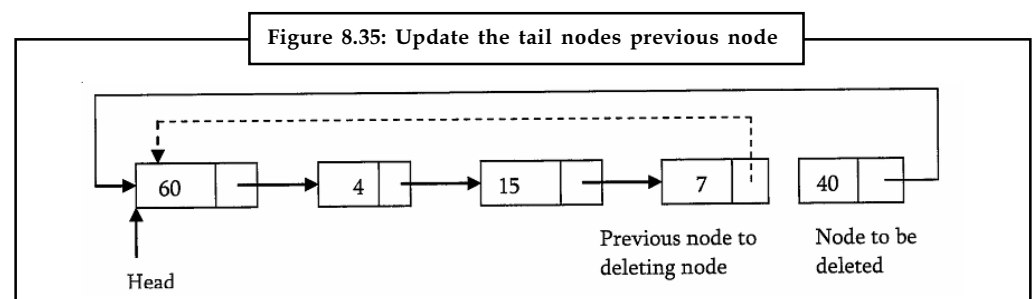 Figure 8.35: Update the tail nodes previous node
60 4 15 7 40
Previous node to
deleting node
Node to be
deleted
Head